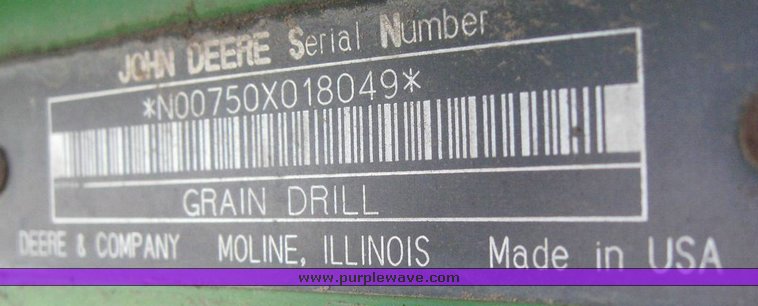 JOHN DEERE Serial Number
*N00750X018049*
GRAIN DRILL
DEERE & COMPANY MOLINE, ILLINOIS Made in USA
www.purplewave.com